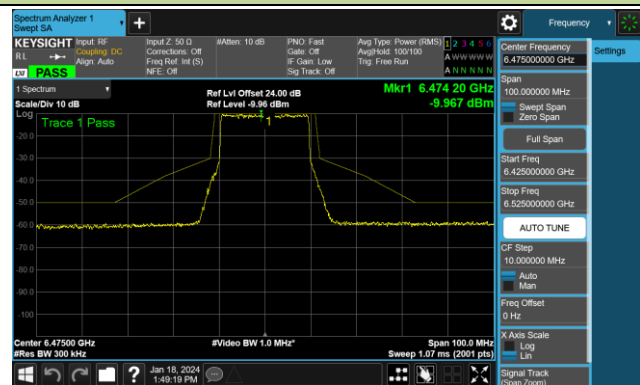 Spectrum Analyzer 1
Swept SA
Frequency
KEYSIGHT
RL
LXI
PASS
Input: RF
Coupling: DC
Align: Auto
Input Z: 50 Ω
Corrections: Off
Freq Ref: Int (S)
NFE: Off
#Atten: 10 dB
PNO: Fast
Gate: Off
IF Gain: Low
Sig Track: Off
Avg Type: Power (RMS)
Avg|Hold: 100/100
Trig: Free Run
1 2 3 4 5 6
A W W W W W
A N N N N N
1 Spectrum
Scale/Div 10 dB
Ref Lvl Offset 24.00 dB
Ref Level -9.96 dBm
Mkr1 6.474 20 GHz
-9.967 dBm
Log
Trace 1 Pass
1
-20.0
-30.0
-40.0
-50.0
-60.0
-70.0
-80.0
-90.0
-100
Center 6.47500 GHz
#Res BW 300 kHz
#Video BW 1.0 MHz*
Span 100.0 MHz
Sweep 1.07 ms (2001 pts)
Jan 18, 2024
1:49:19 PM
Center Frequency
6.475000000 GHz
Settings
Span
100.000000 MHz
Swept Span
Zero Span
Full Span
Start Freq
6.425000000 GHz
Stop Freq
6.525000000 GHz
AUTO TUNE
CF Step
10.000000 MHz
Auto
Man
Freq Offset
0 Hz
X Axis Scale
Log
Lin
Signal Track
(Span Zoom)